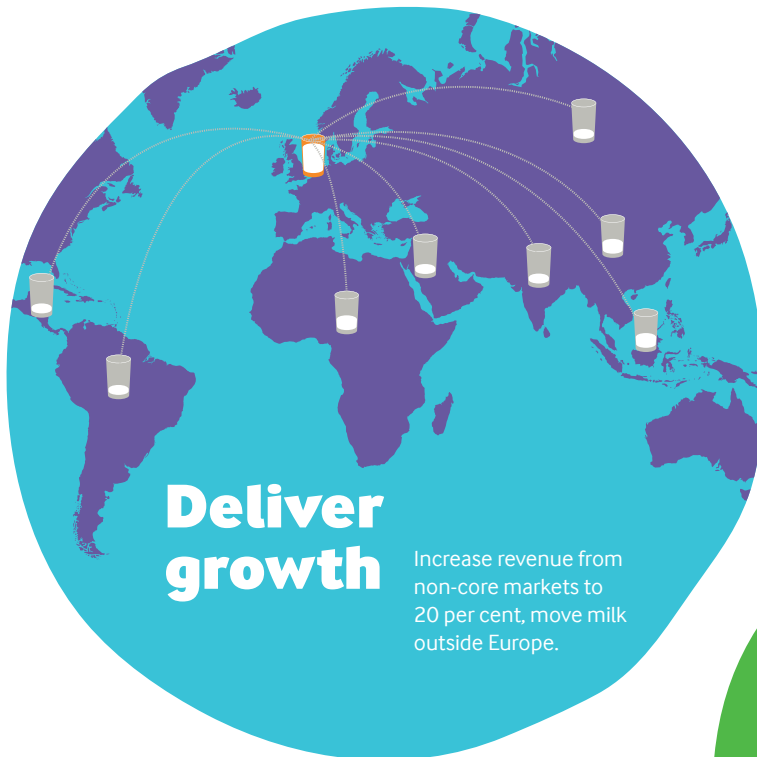 Deliver
growth
Increase revenue from
non-core markets to
20 per cent, move milk
outside Europe.